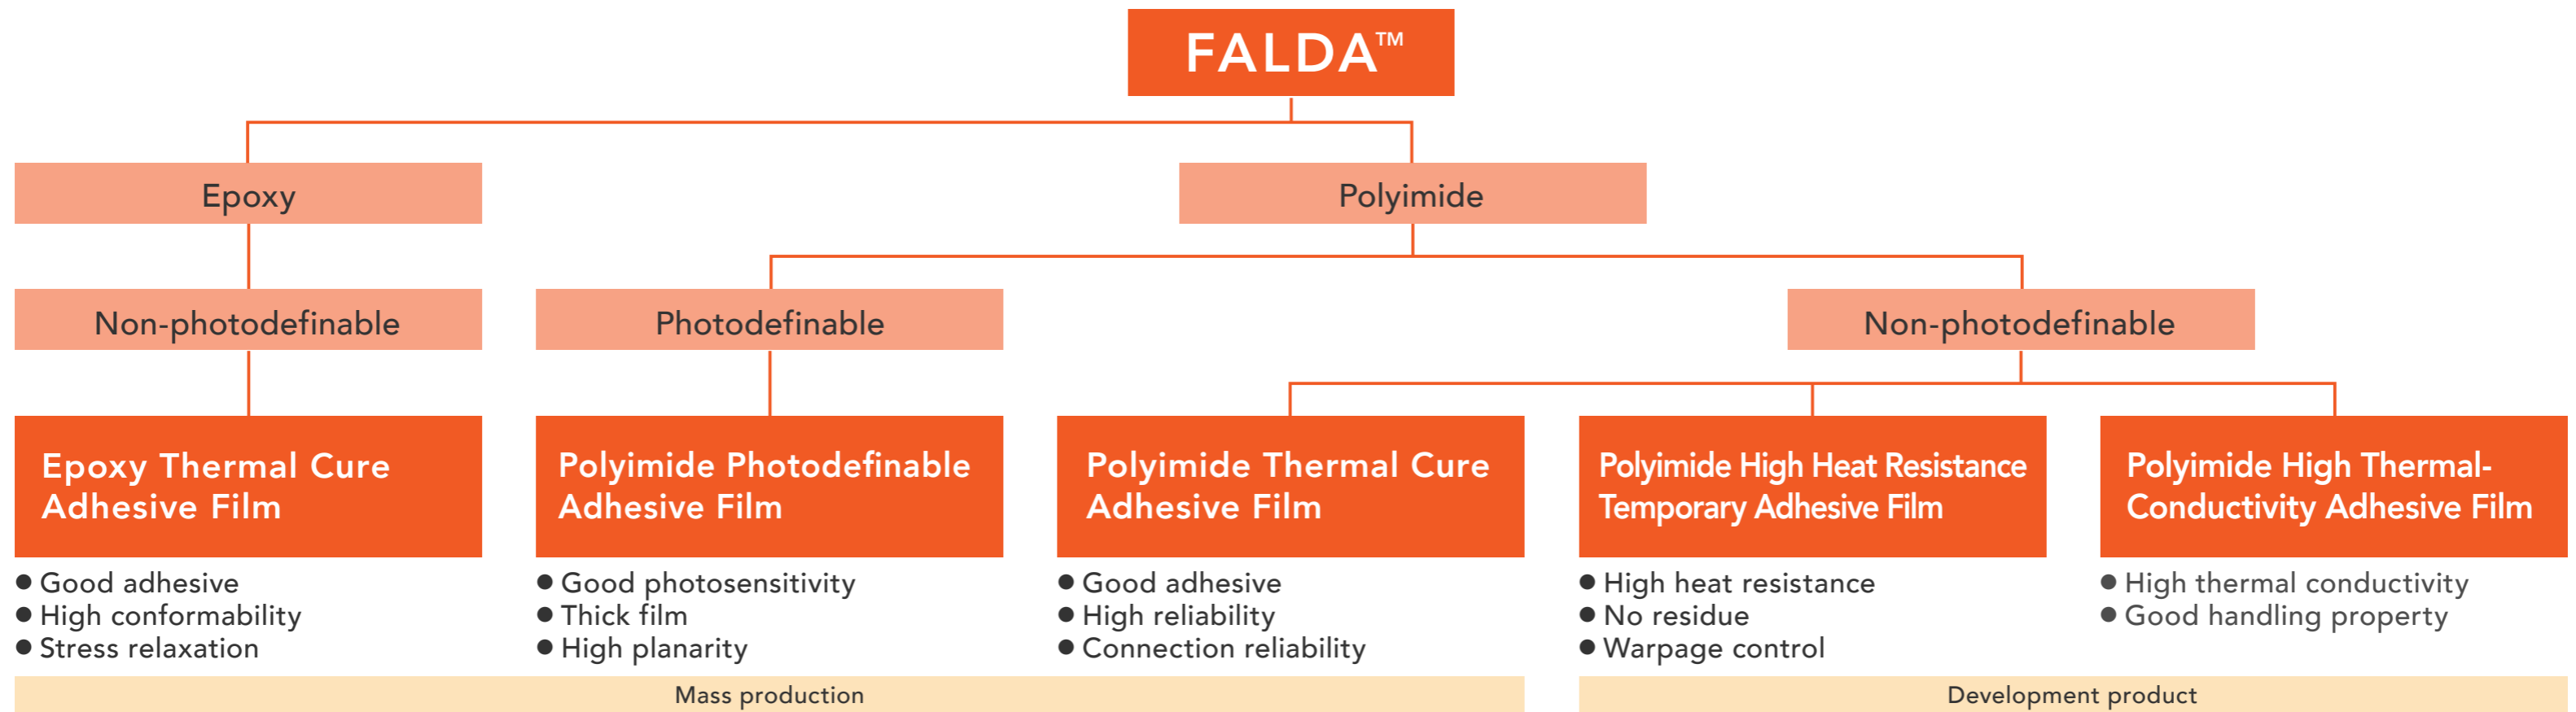 FALDA™
Epoxy
Polyimide
Non-photodefinable
Photodefinable
Non-photodefinable
Epoxy Thermal Cure
Adhesive Film
● Good adhesive
● High conformability
● Stress relaxation
Polyimide Photodefinable
Adhesive Film
● Good photosensitivity
● Thick film
● High planarity
Polyimide Thermal Cure
Adhesive Film
● Good adhesive
● High reliability
● Connection reliability
Polyimide High Heat Resistance
Temporary Adhesive Film
● High heat resistance
● No residue
● Warpage control
Polyimide High Thermal-
Conductivity Adhesive Film
● High thermal conductivity
● Good handling property
Mass production
Development product